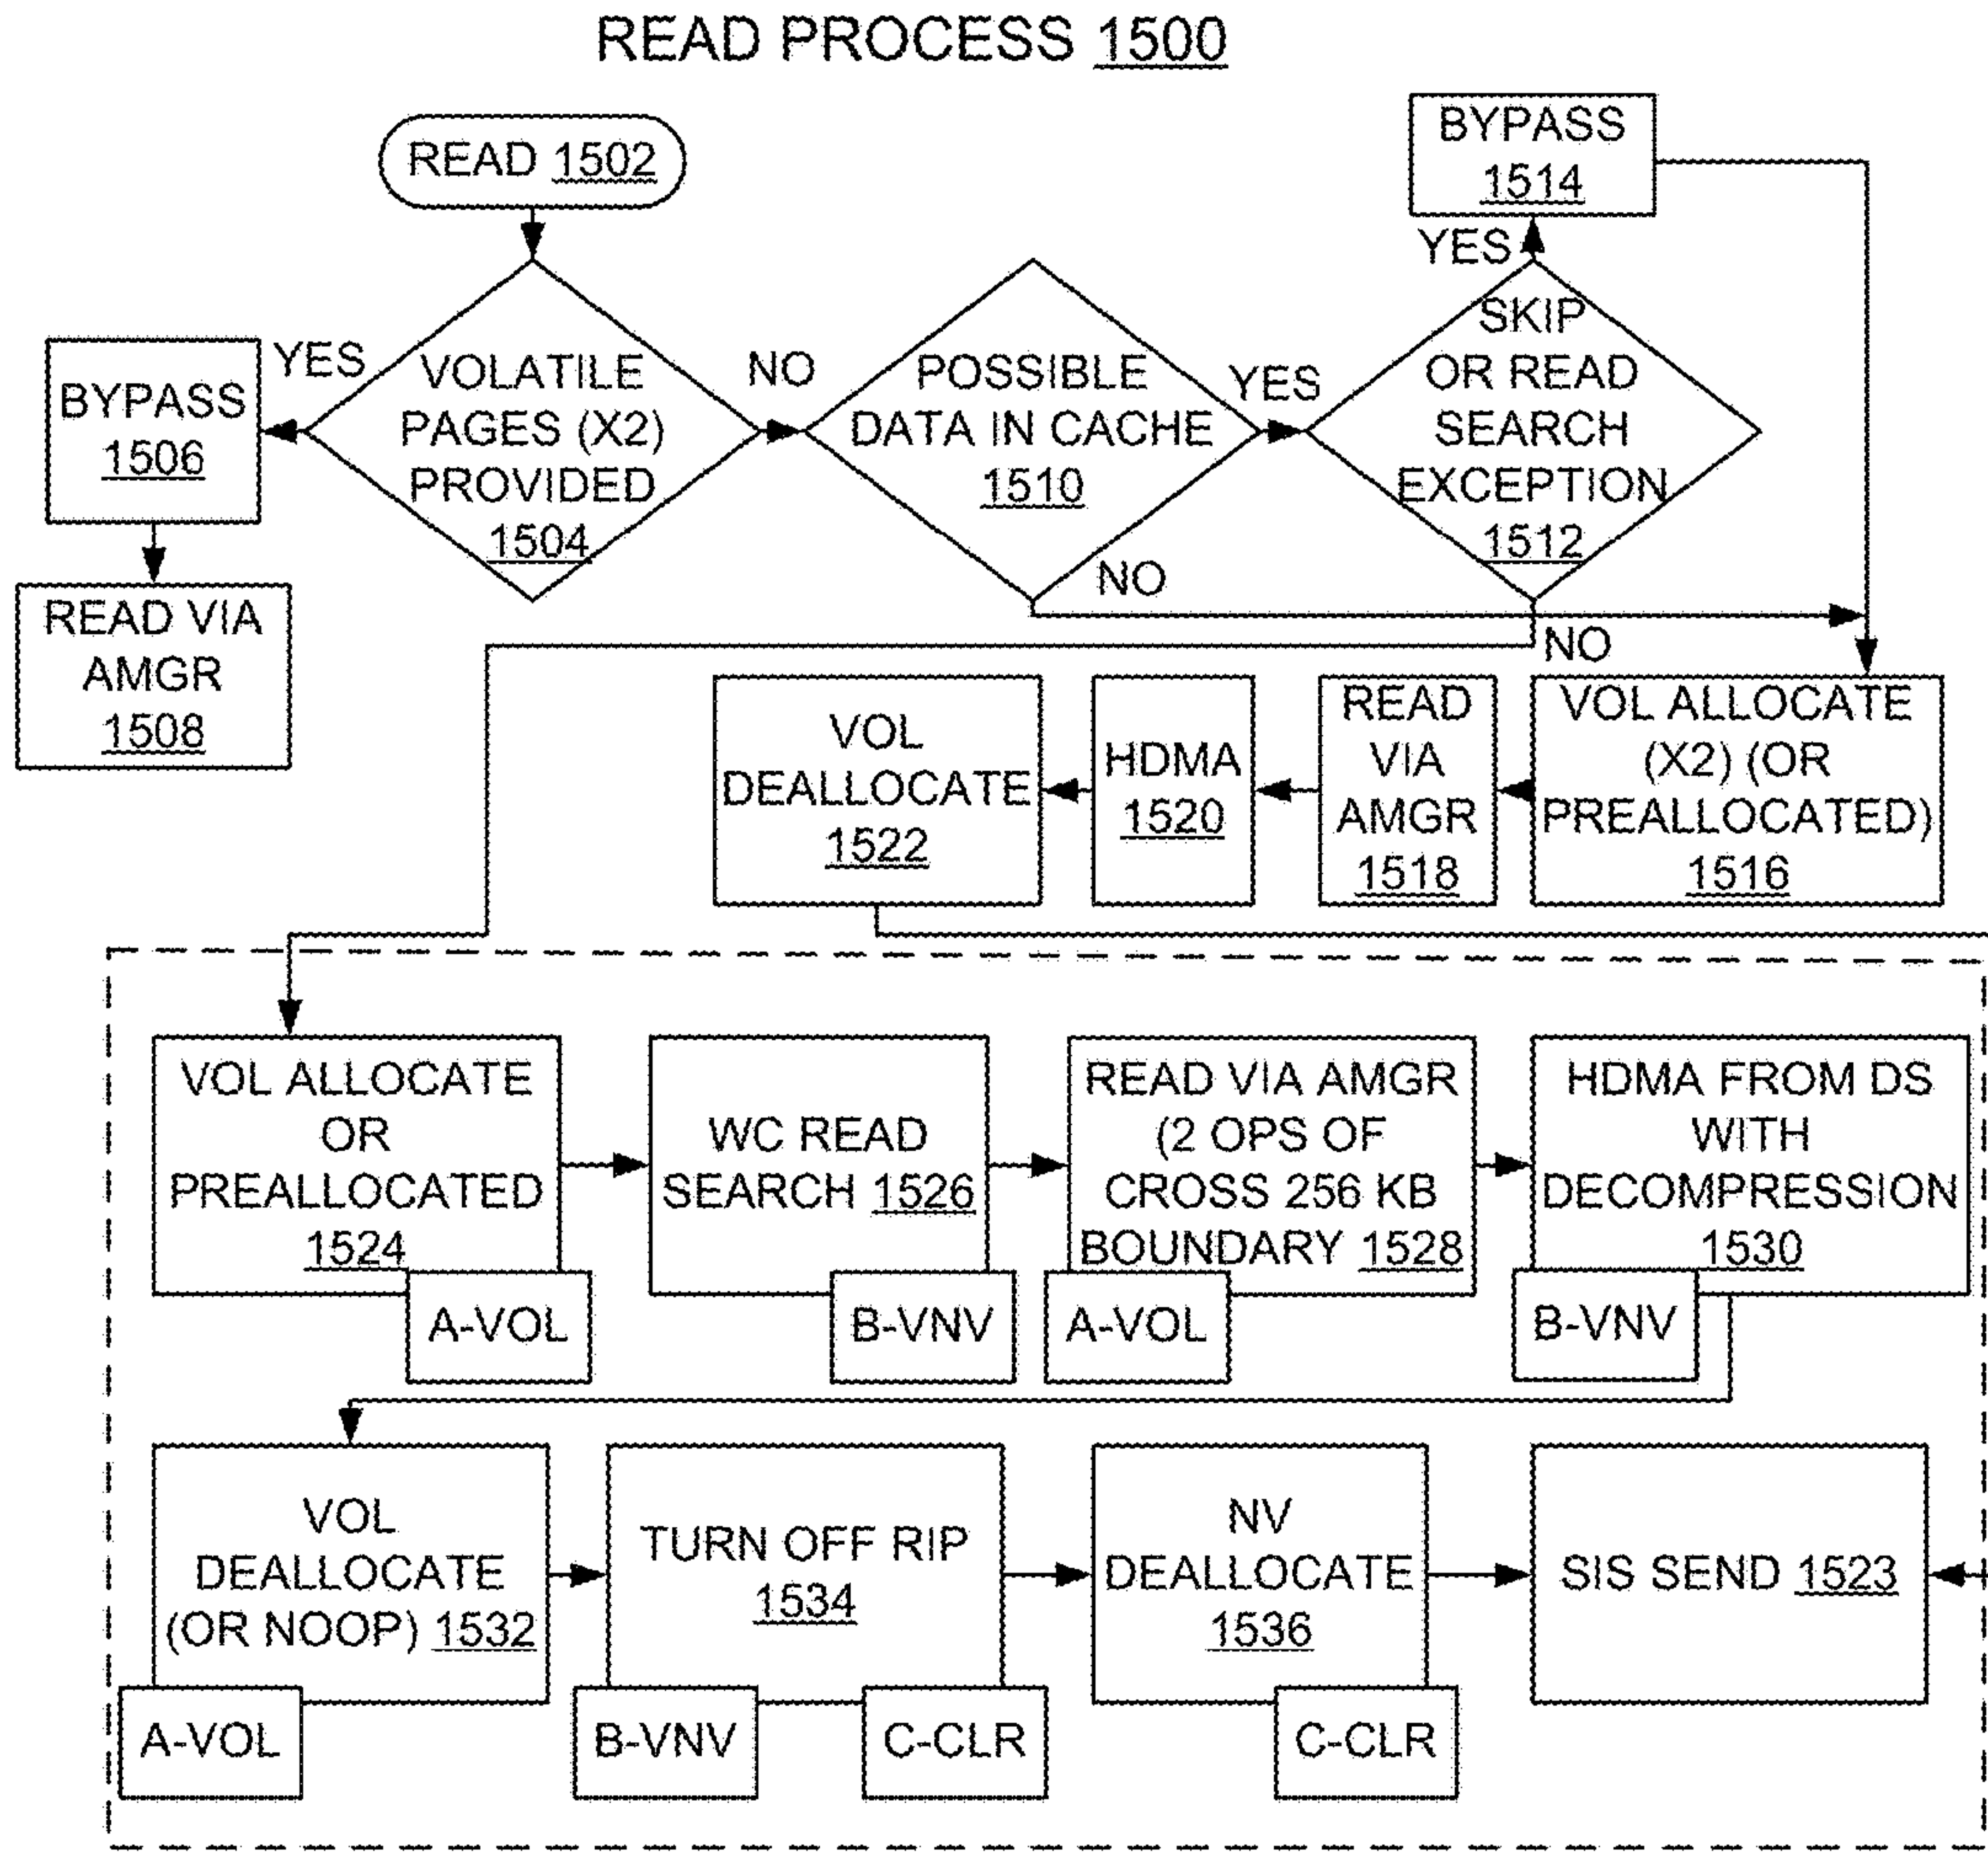 READ PROCESS 1500
READ 1502
BYPASS
1514
YES
YES
BYPASS
1506
VOLATILE
PAGES (X2)
PROVIDED
1504
NO
POSSIBLE
DATA IN CACHE
1510
YES
SKIP
OR READ
SEARCH
EXCEPTION
1512
NO
NO
READ VIA
AMGR
1508
VOL
DEALLOCATE
1522
HDMA
1520
READ
VIA
AMGR
1518
VOL ALLOCATE
(X2) (OR
PREALLOCATED)
1516
VOL ALLOCATE
OR
PREALLOCATED
1524
A-VOL
WC READ
SEARCH 1526
B-VNV
READ VIA AMGR
(2 OPS OF
CROSS 256 KB
BOUNDARY 1528
A-VOL
HDMA FROM DS
WITH
DECOMPRESSION
1530
B-VNV
VOL
DEALLOCATE
(OR NOOP) 1532
A-VOL
TURN OFF RIP
1534
B-VNV
C-CLR
NV
DEALLOCATE
1536
C-CLR
SIS SEND 1523